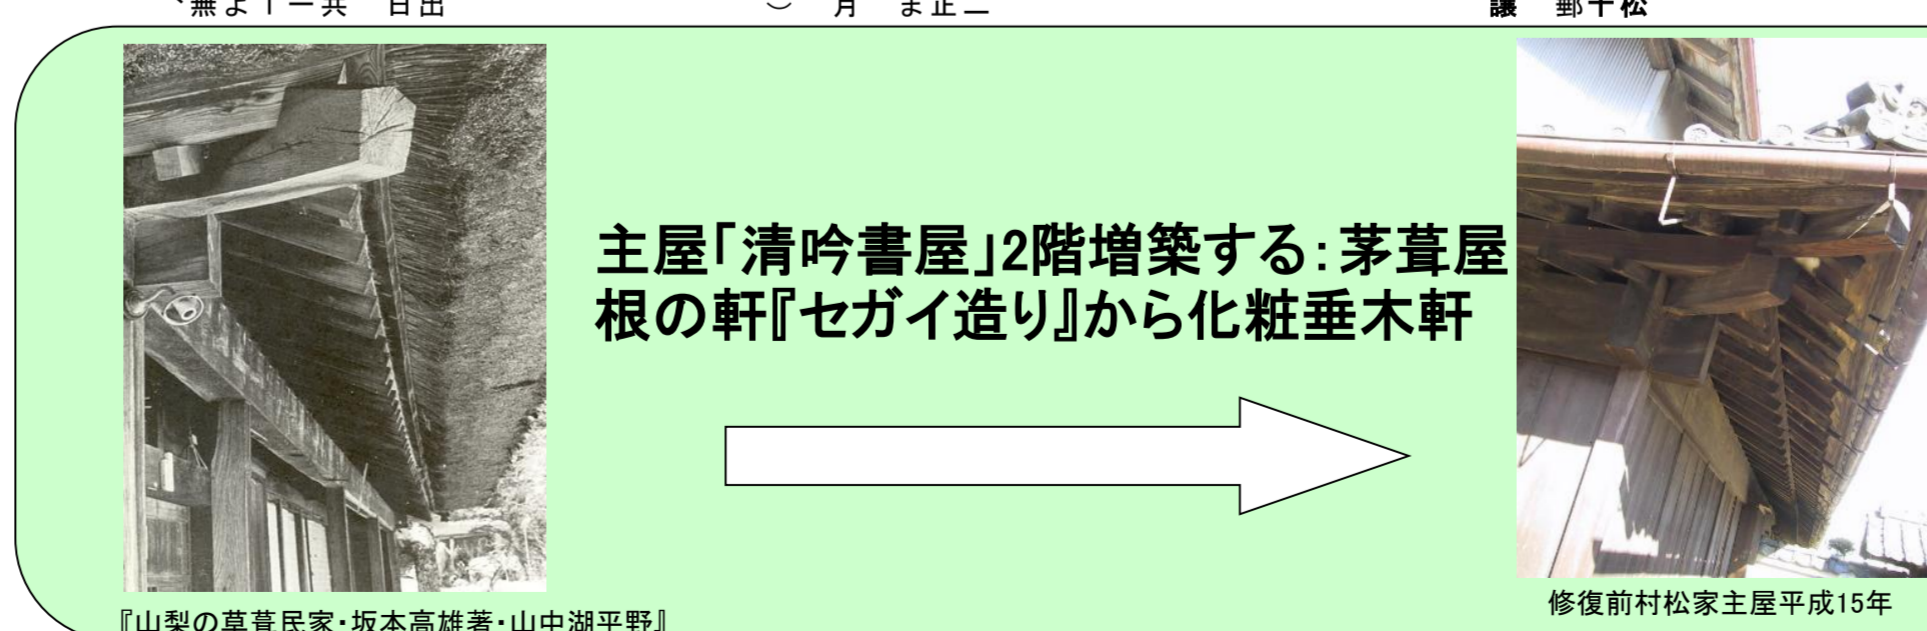 主屋「清吟書屋」2階増築する:茅葺屋
根の軒『セガイ造り』から化粧垂木軒
『山梨の草葺民家・坂本高雄著・山中湖平野』
修復前村松家主屋平成15年